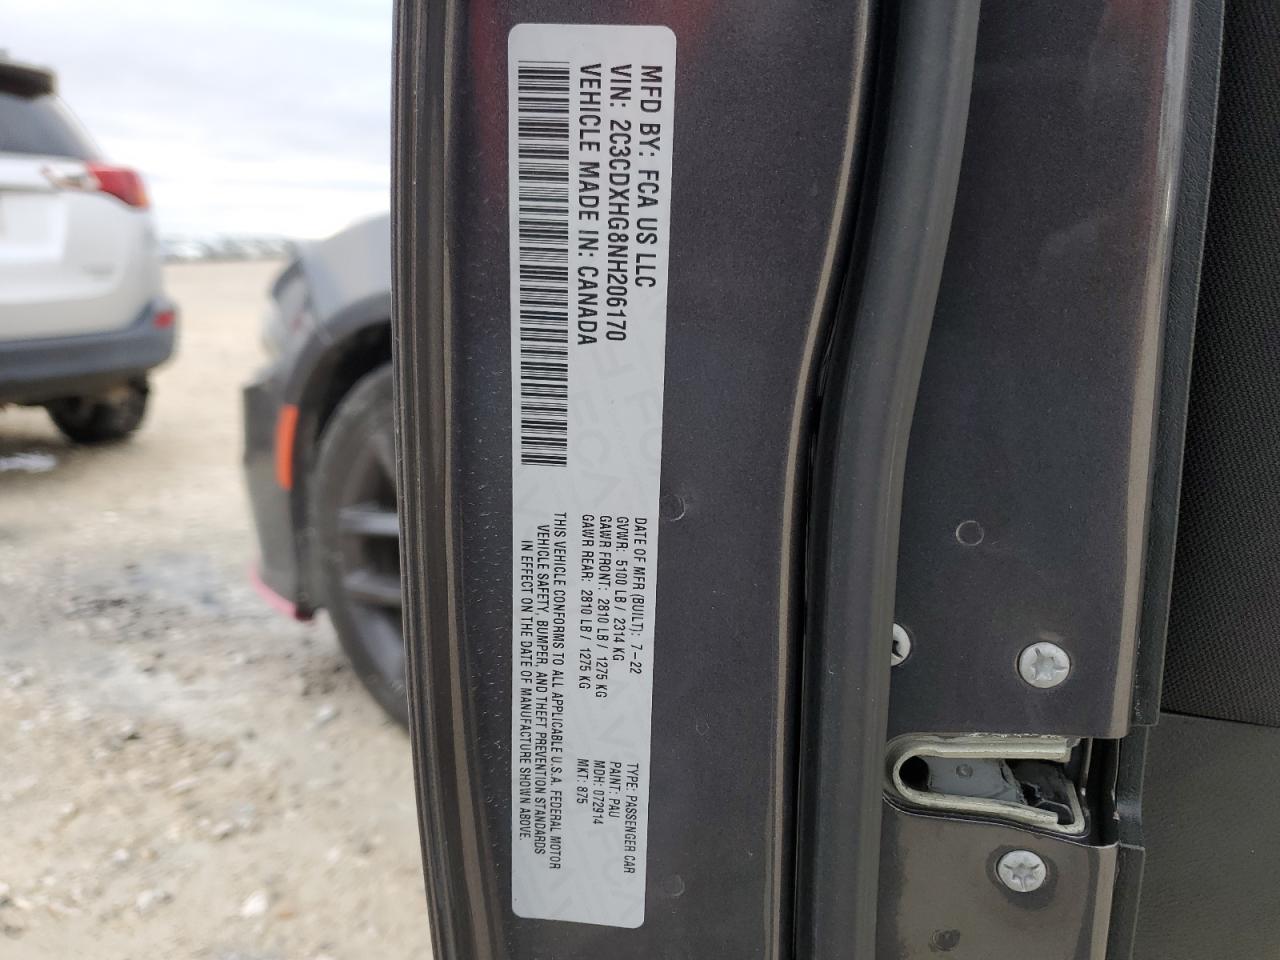 MFD BY: FCA US LLC
VIN: 2C3CDXHG8NH206170
VEHICLE MADE IN: CANADA
DATE OF MFR (BUILT): 7-22
GVWR: 5100 LB / 2314 KG
GAWR FRONT: 2810 LB / 1275 KG
GAWR REAR: 2810 LB / 1275 KG
THIS VEHICLE CONFORMS TO ALL APPLICABLE U.S.A. FEDERAL MOTOR
VEHICLE SAFETY, BUMPER, AND THEFT PREVENTION STANDARDS
IN EFFECT ON THE DATE OF MANUFACTURE SHOWN ABOVE.
TYPE: PASSENGER CAR
PAINT: PAU
MDH: 072914
MKT: 875